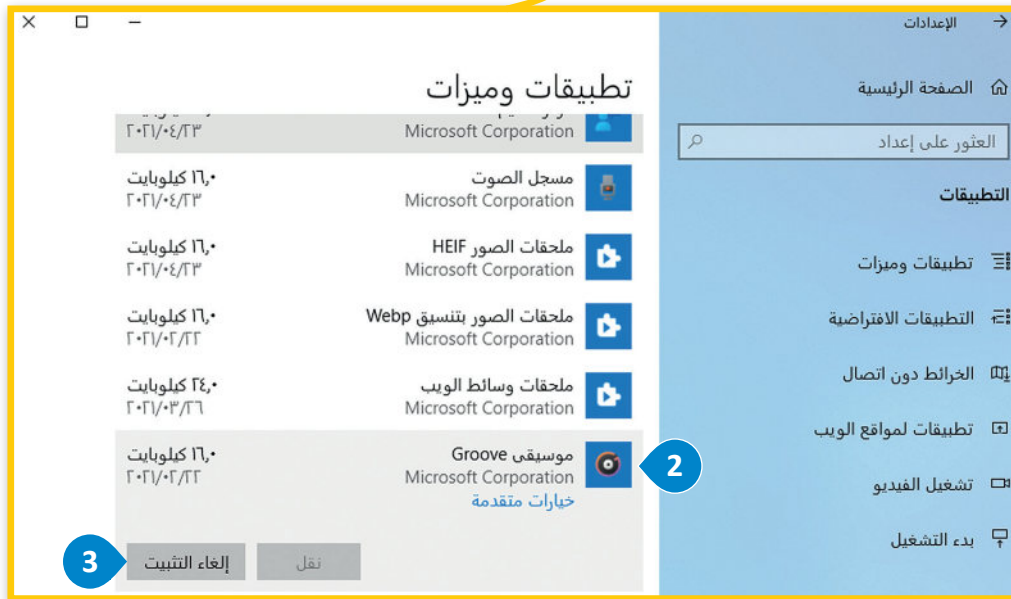 الإعدادات
الصفحة الرئيسية
العثور على إعداد
التطبيقات
تطبيقات وميزات
التطبيقات الافتراضية
الخرائط دون اتصال
تطبيقات لمواقع الويب
تشغيل الفيديو
بدء التشغيل
تطبيقات وميزات
Microsoft Corporation ٢٠٢١/٠٤/٢٣
مسجل الصوت ١٦,٠ كيلوبايت
Microsoft Corporation ٢٠٢١/٠٤/٢٣
ملحقات الصور HEIF ١٦,٠ كيلوبايت
Microsoft Corporation ٢٠٢١/٠٤/٢٣
ملحقات الصور بتنسيق Webp ١٦,٠ كيلوبايت
Microsoft Corporation ٢٠٢١/٠٢/٢٢
ملحقات وسائط الويب ٢٤,٠ كيلوبايت
Microsoft Corporation ٢٠٢١/٠٣/٢٦
2
موسيقى Groove ١٦,٠ كيلوبايت
Microsoft Corporation ٢٠٢١/٠٢/٢٢
خيارات متقدمة
نقل إلغاء التثبيت
3